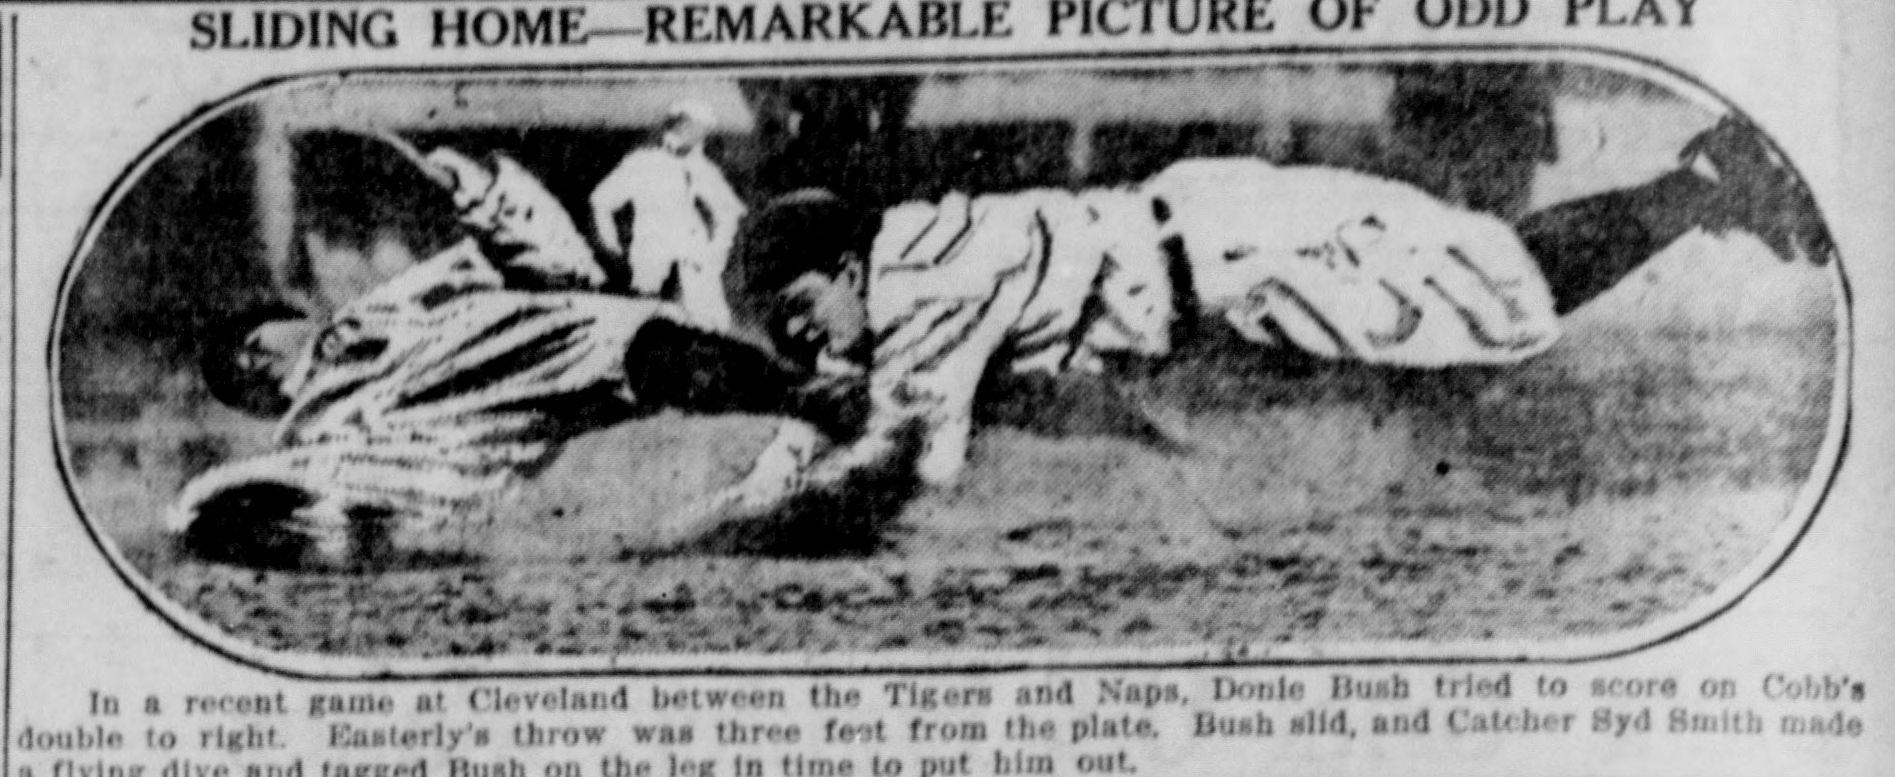 SLIDING HOME—REMARKABLE PICTURE OF ODD PLAY
In a recent game at Cleveland between the Tigers and Naps, Donie Bush tried to score on Cobb's
double to right. Easterly's throw was three feet from the plate. Bush slid, and Catcher Syd Smith made
a flying dive and tagged Bush on the leg in time to put him out.